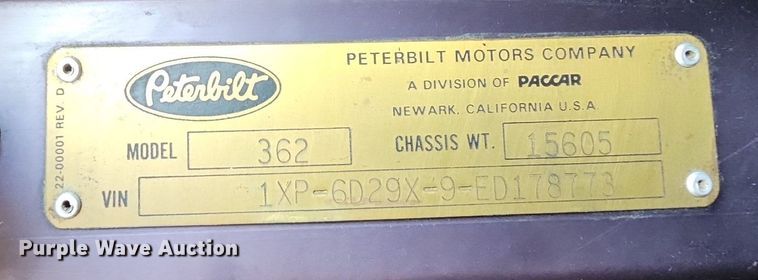 PETERBILT MOTORS COMPANY
Peterbilt
A DIVISION OF PACCAR
NEWARK, CALIFORNIA U.S.A
MODEL 362 CHASSIS WT. 15605
VIN 1XP-6D29X-9-ED178773
22-00001 REV. D
Purple Wave Auction